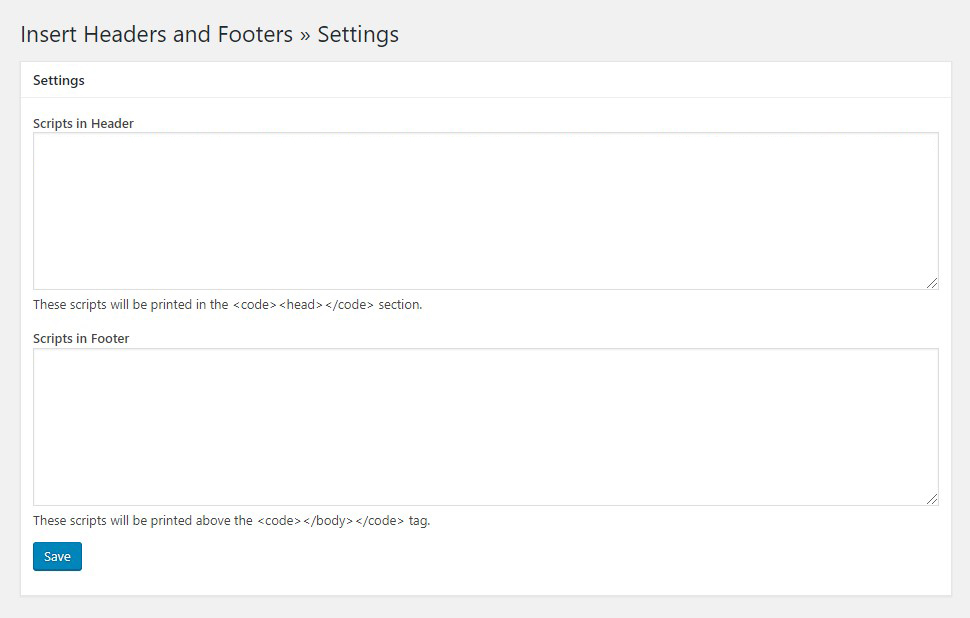 Insert Headers and Footers » Settings
Settings
Scripts in Header
These scripts will be printed in the <code><head></code> section.
Scripts in Footer
These scripts will be printed above the <code></body></code> tag.
Save